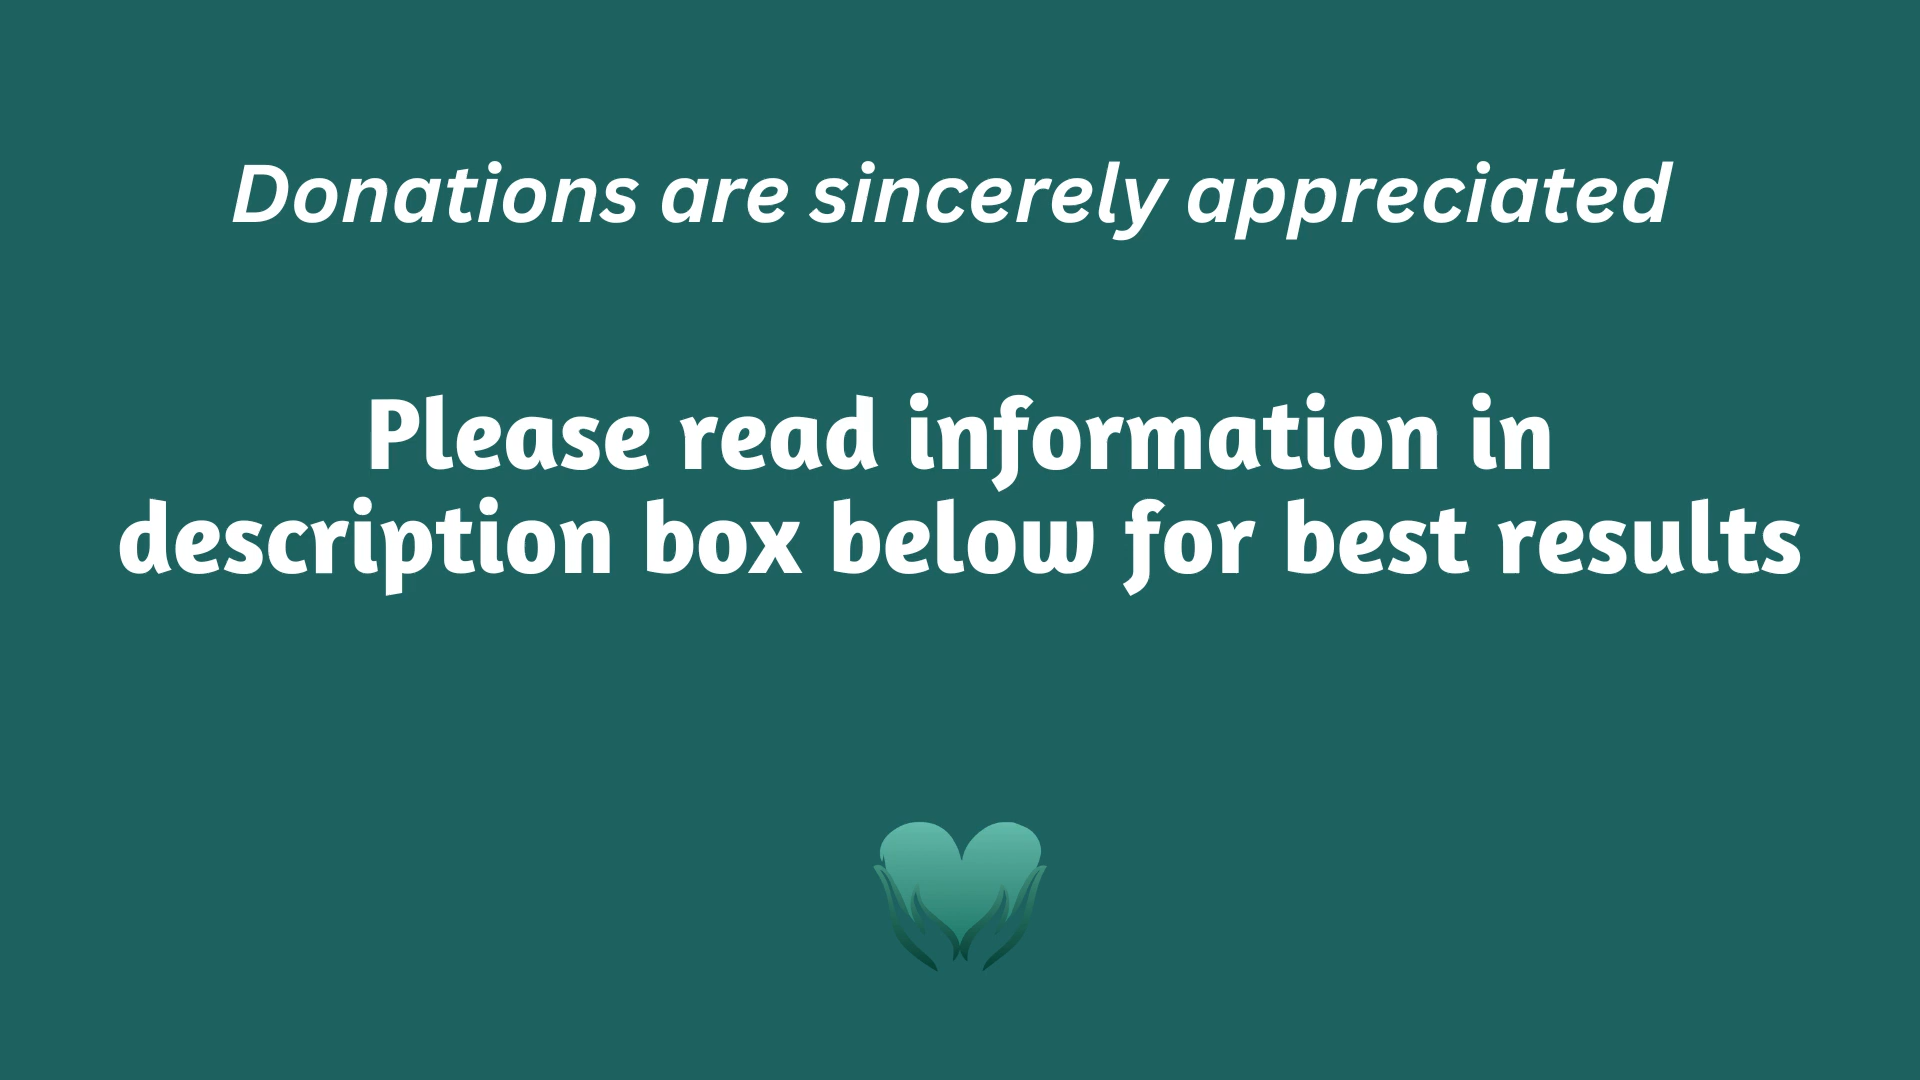 Donations are sincerely appreciated
Please read information in
description box below for best results